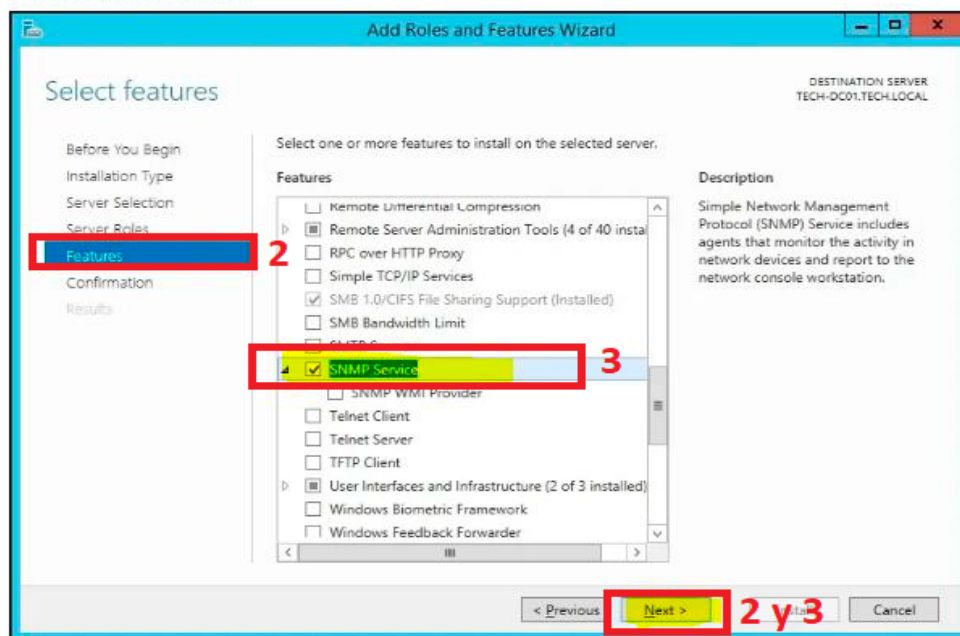 Add Roles and Features Wizard
Select features
DESTINATION SERVER
TECH-DC01.TECH.LOCAL
Before You Begin
Installation Type
Server Selection
Server Roles
Features
2
Confirmation
Results
Select one or more features to install on the selected server.
Features
Remote Differential Compression
Remote Server Administration Tools (4 of 40 instal
RPC over HTTP Proxy
Simple TCP/IP Services
SMB 1.0/CIFS File Sharing Support (Installed)
SMB Bandwidth Limit
SMTP S
SNMP Service
3
SNMP WMI Provider
Telnet Client
Telnet Server
TFTP Client
User Interfaces and Infrastructure (2 of 3 installed)
Windows Biometric Framework
Windows Feedback Forwarder
Description
Simple Network Management
Protocol (SNMP) Service includes
agents that monitor the activity in
network devices and report to the
network console workstation.
< Previous
Next >
2 y 3
Cancel